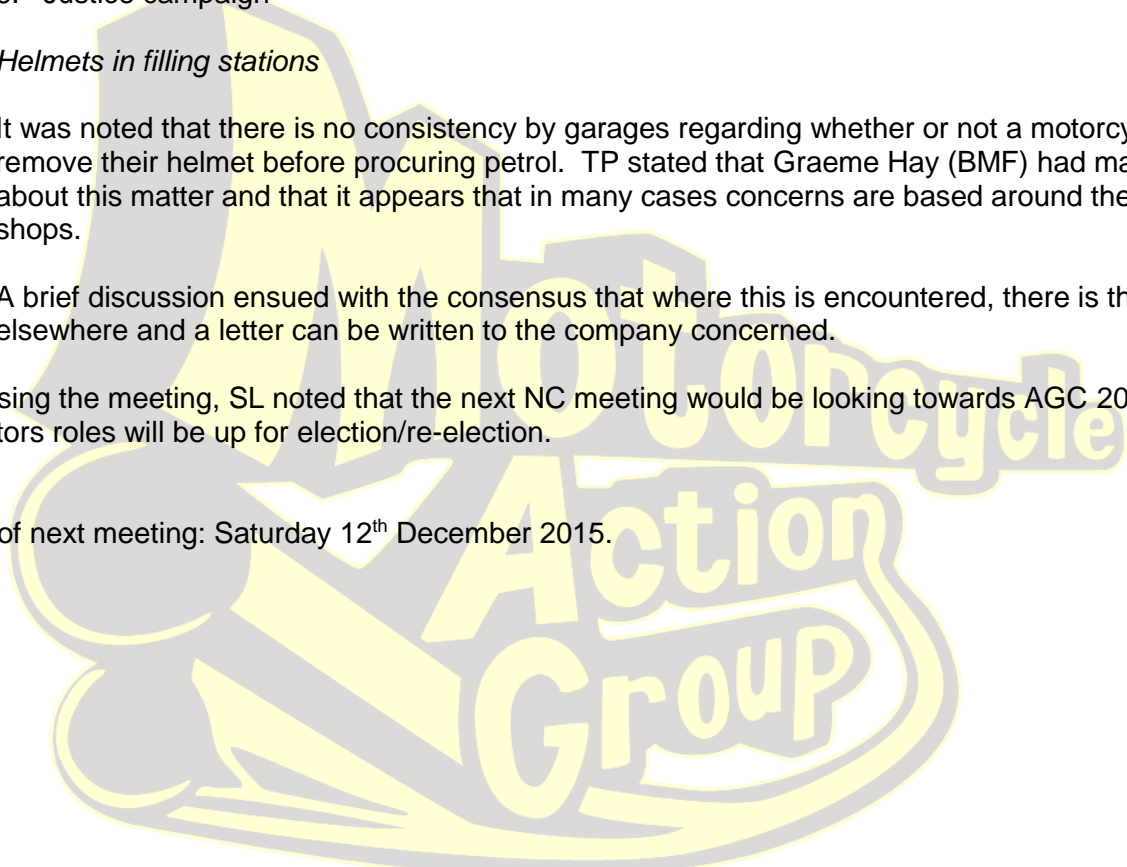 Justice campaign
Helmets in filling stations
It was noted that there is no consistency by garages regarding whether or not a motorcy
remove their helmet before procuring petrol. TP stated that Graeme Hay (BMF) had ma
about this matter and that it appears that in many cases concerns are based around the
shops.
A brief discussion ensued with the consensus that where this is encountered, there is th
elsewhere and a letter can be written to the company concerned.
sing the meeting, SL noted that the next NC meeting would be looking towards AGC 20
tors roles will be up for election/re-election.
of next meeting: Saturday 12th December 2015.
Motorcycle
Action
Group